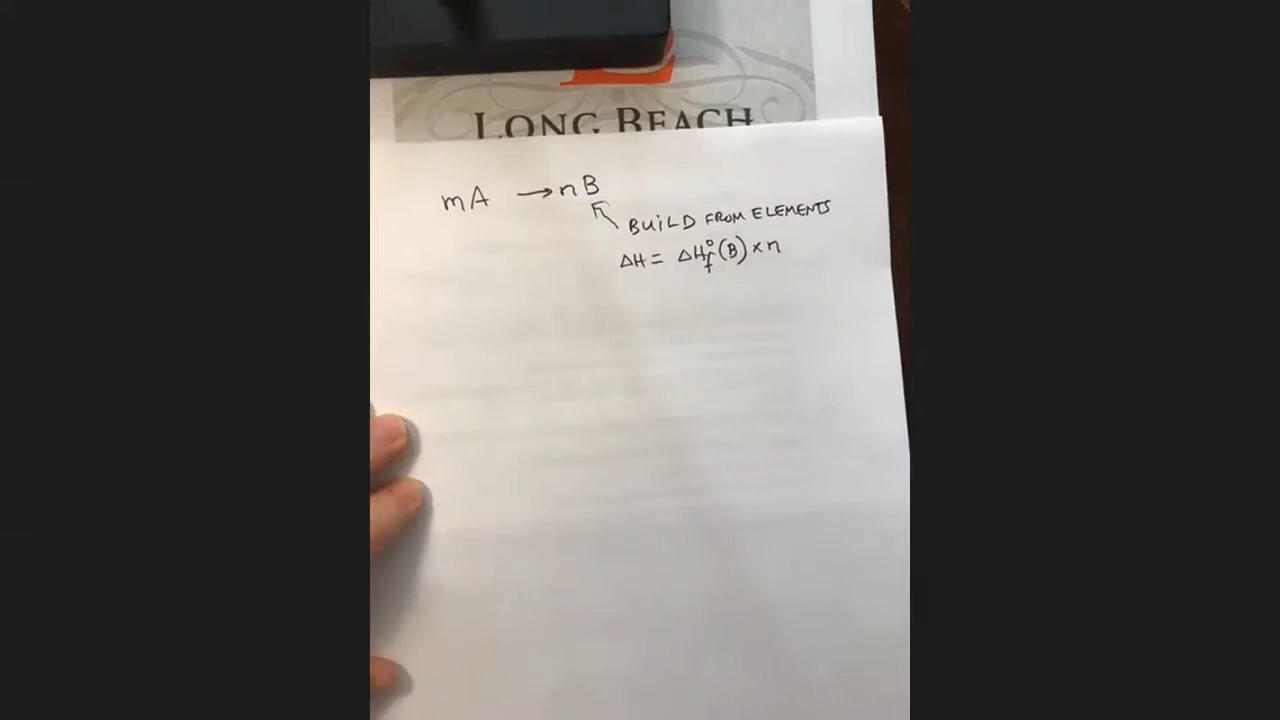 LONG BEACH
mA → nB
BUILD FROM ELEMENTS
ΔH = ΔH°f(B) × n